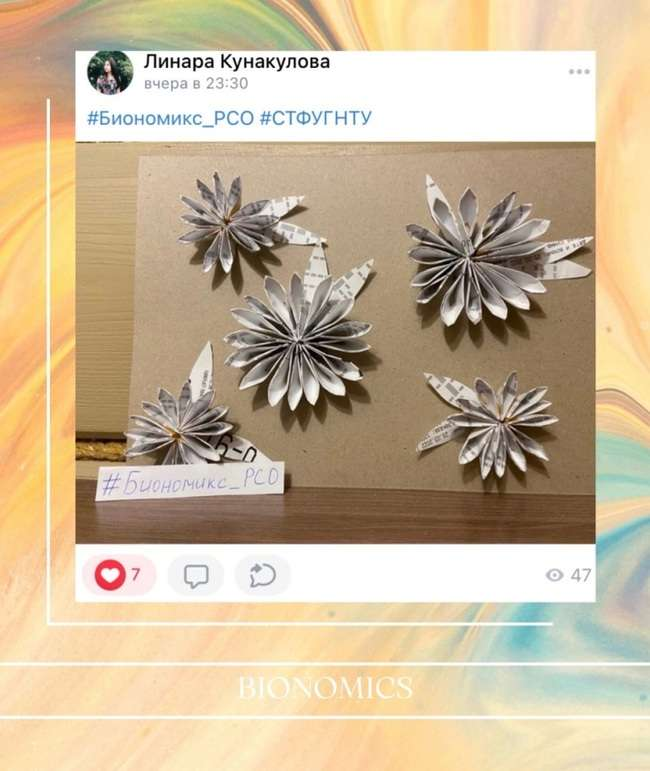 Линара Кунакулова
вчера в 23:30
#Биономикс_РСО #СТФУГНТУ
#Биономикс_РСО
7
47
BIONOMICS